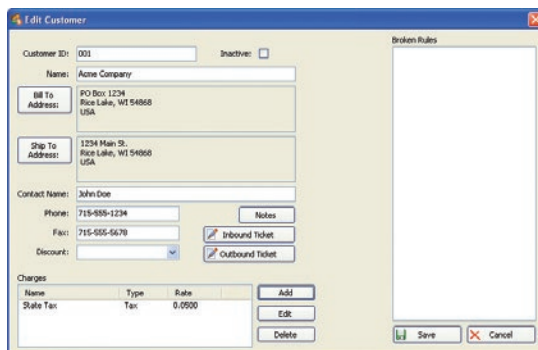 Edit Customer
Customer ID: 001 Inactive:
Name: Acme Company
Bill To Address:
PO Box 1234
Rice Lake, WI 54868
USA
Ship To Address:
1234 Main St.
Rice Lake, WI 54868
USA
Contact Name: John Doe
Phone: 715-555-1234 Notes
Fax: 715-555-5678 Inbound Ticket
Discount: Outbound Ticket
Charges
Name Type Rate
State Tax Tax 0.0500
Add
Edit
Delete
Broken Rules
Save Cancel